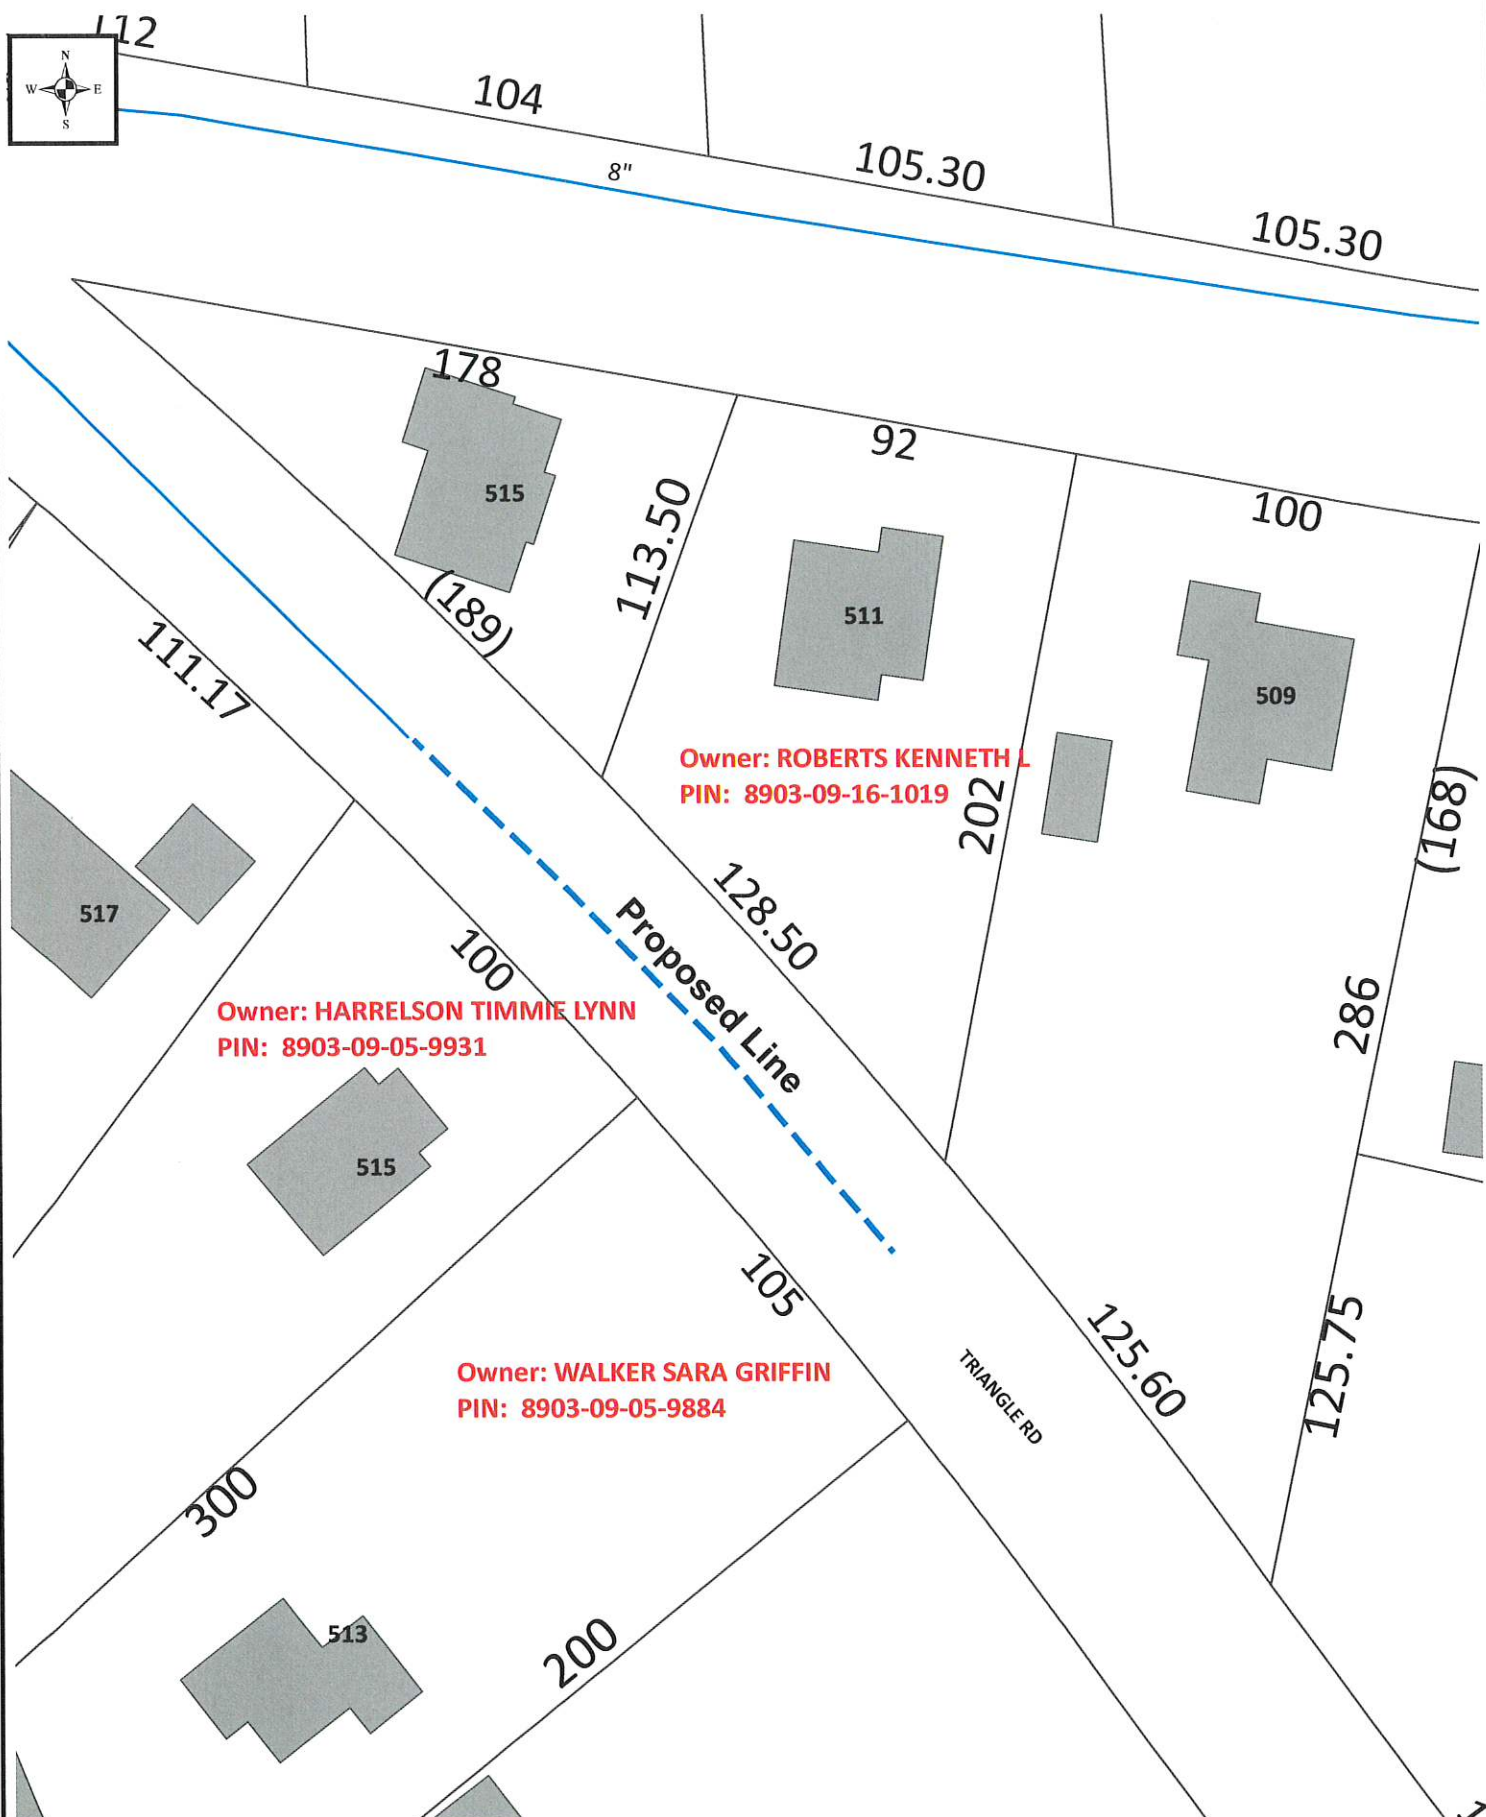 112
N
W E
S
104
105.30
105.30
8"
178
92
100
515
113.50
511
509
(189)
111.17
Owner: ROBERTS KENNETH L
PIN: 8903-09-16-1019
202
(168)
517
128.50
Proposed Line
100
286
Owner: HARRELSON TIMMIE LYNN
PIN: 8903-09-05-9931
515
105
125.60
125.75
TRIANGLE RD
Owner: WALKER SARA GRIFFIN
PIN: 8903-09-05-9884
300
513
200